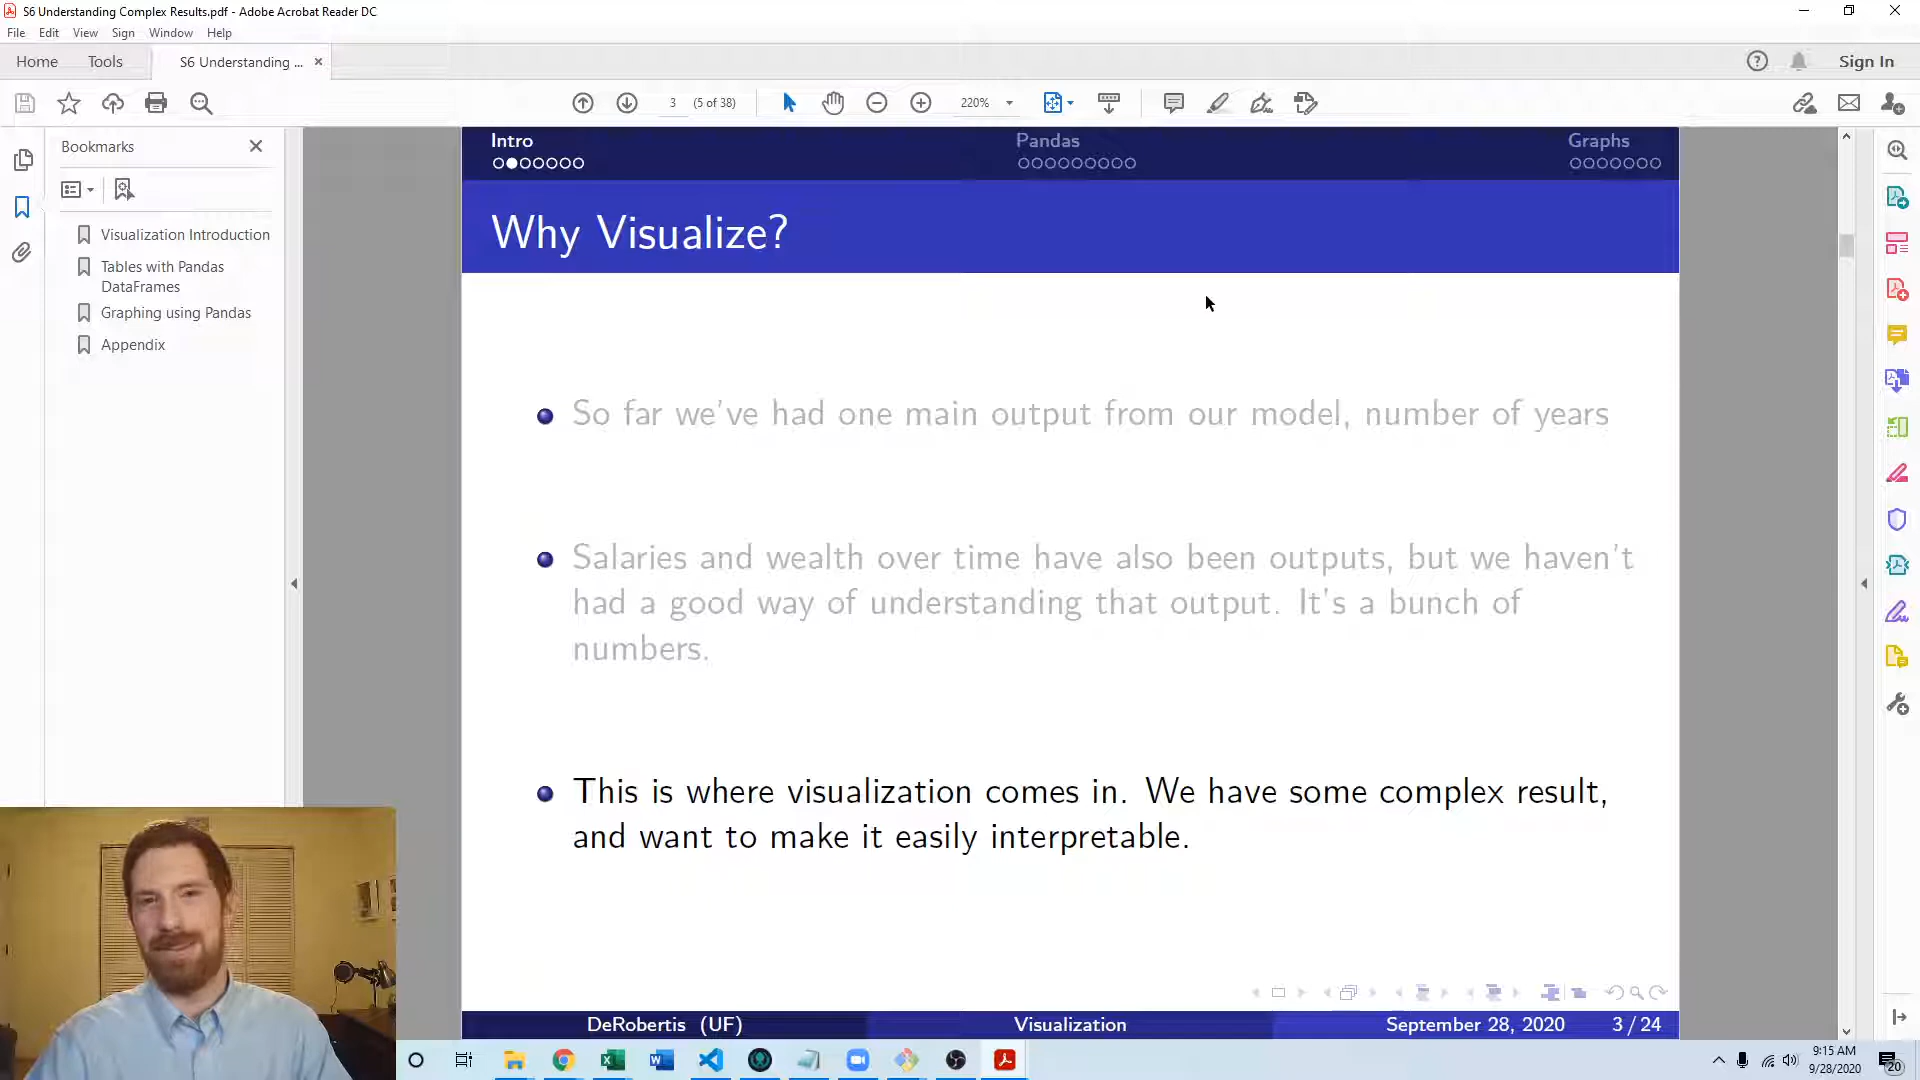 S6 Understanding Complex Results.pdf - Adobe Acrobat Reader DC
File Edit View Sign Window Help
Home Tools S6 Understanding ... Sign In
3 (5 of 38) 220%
Bookmarks
Visualization Introduction
Tables with Pandas
DataFrames
Graphing using Pandas
Appendix
Intro Pandas Graphs
Why Visualize?
So far we've had one main output from our model, number of years
Salaries and wealth over time have also been outputs, but we haven't
had a good way of understanding that output. It's a bunch of
numbers.
This is where visualization comes in. We have some complex result,
and want to make it easily interpretable.
DeRobertis (UF) Visualization September 28, 2020 3 / 24
9:15 AM
9/28/2020
20